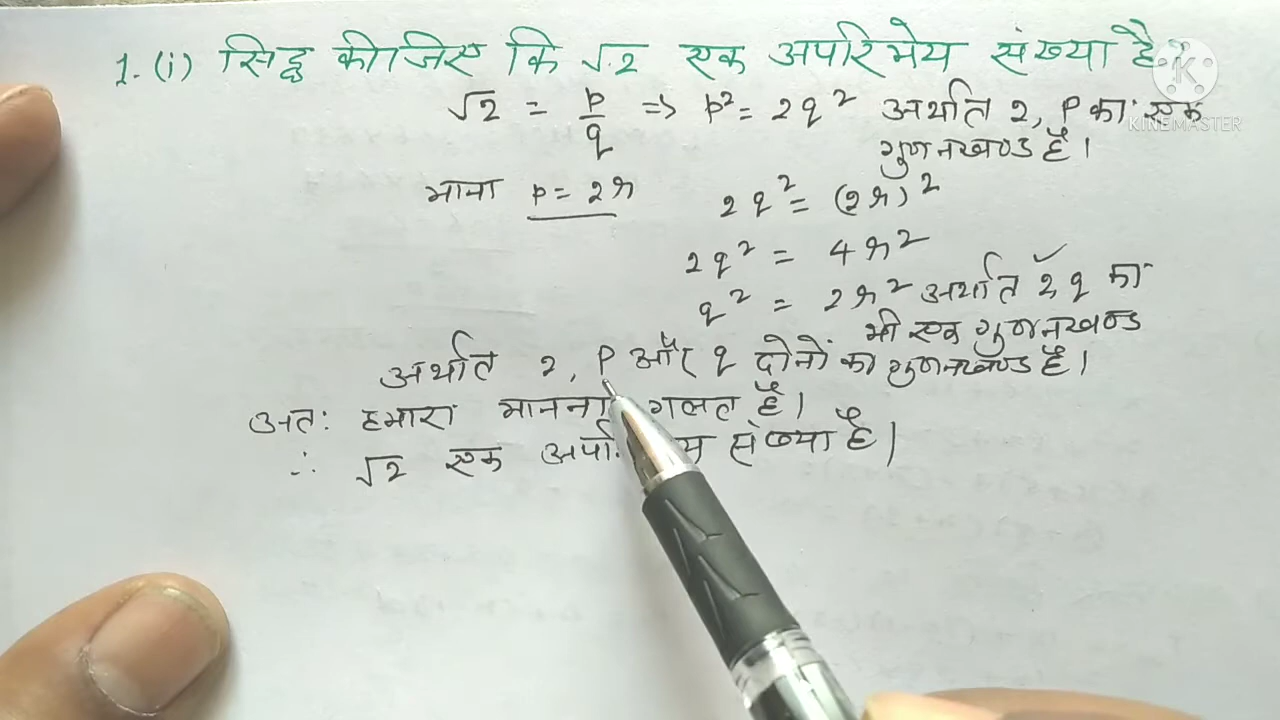 1. (i) सिद्ध कीजिए कि √2 एक अपरिमेय संख्या है।
√2 = p/q => p² = 2q² अर्थात 2, P का एक
गुणनखण्ड है।
माना p = 2r 2q² = (2r)²
2q² = 4r²
q² = 2r² अर्थात 2, q का
भी एक गुणनखण्ड
अर्थात 2, P और q दोनों का गुणनखण्ड है।
अतः हमारा मानना गलत है।
∴ √2 एक संख्या है।
KINEMASTER